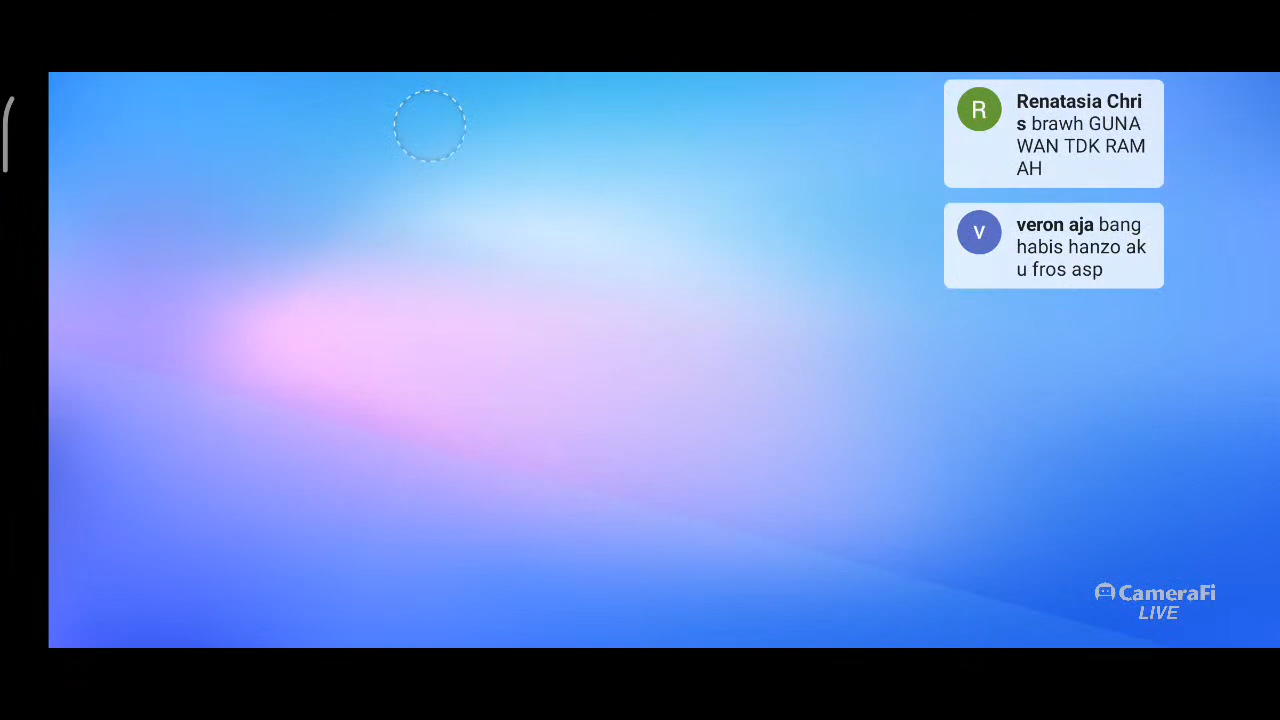 R
Renatasia Chri
s brawh GUNA
WAN TDK RAM
AH
V
veron aja bang
habis hanzo ak
u fros asp
CameraFi
LIVE